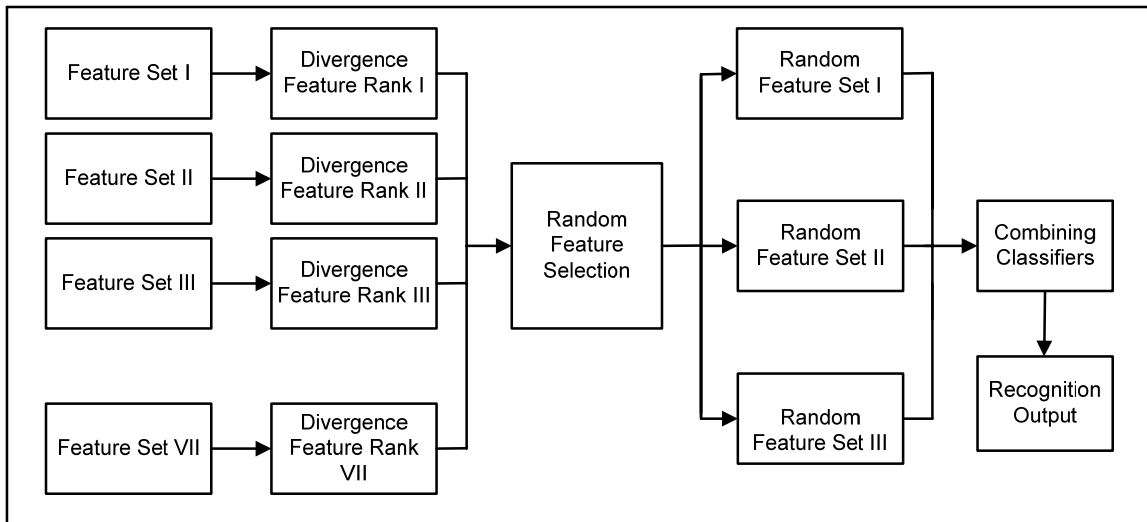 Feature Set I
Divergence
Feature Rank I
Feature Set II
Divergence
Feature Rank II
Feature Set III
Divergence
Feature Rank III
Feature Set VII
Divergence
Feature Rank
VII
Random
Feature
Selection
Random
Feature Set I
Random
Feature Set II
Random
Feature Set III
Combining
Classifiers
Recognition
Output